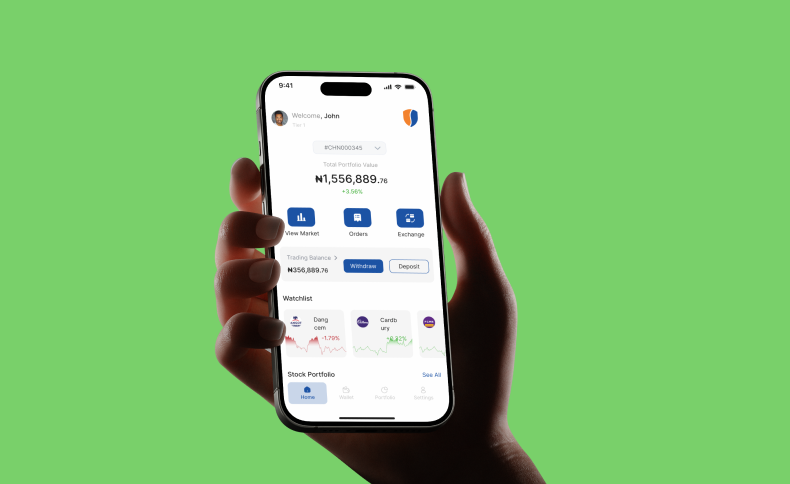 9:41
Welcome, John
Tier 1
#CHN000345
Total Portfolio Value
₦1,556,889.76
+3.56%
View Market
Orders
Exchange
Trading Balance >
₦356,889.76
Withdraw
Deposit
Watchlist
Dang
cem
-1.79%
Cardb
ury
Stock Portfolio
See All
Home
Wallet
Portfolio
Settings